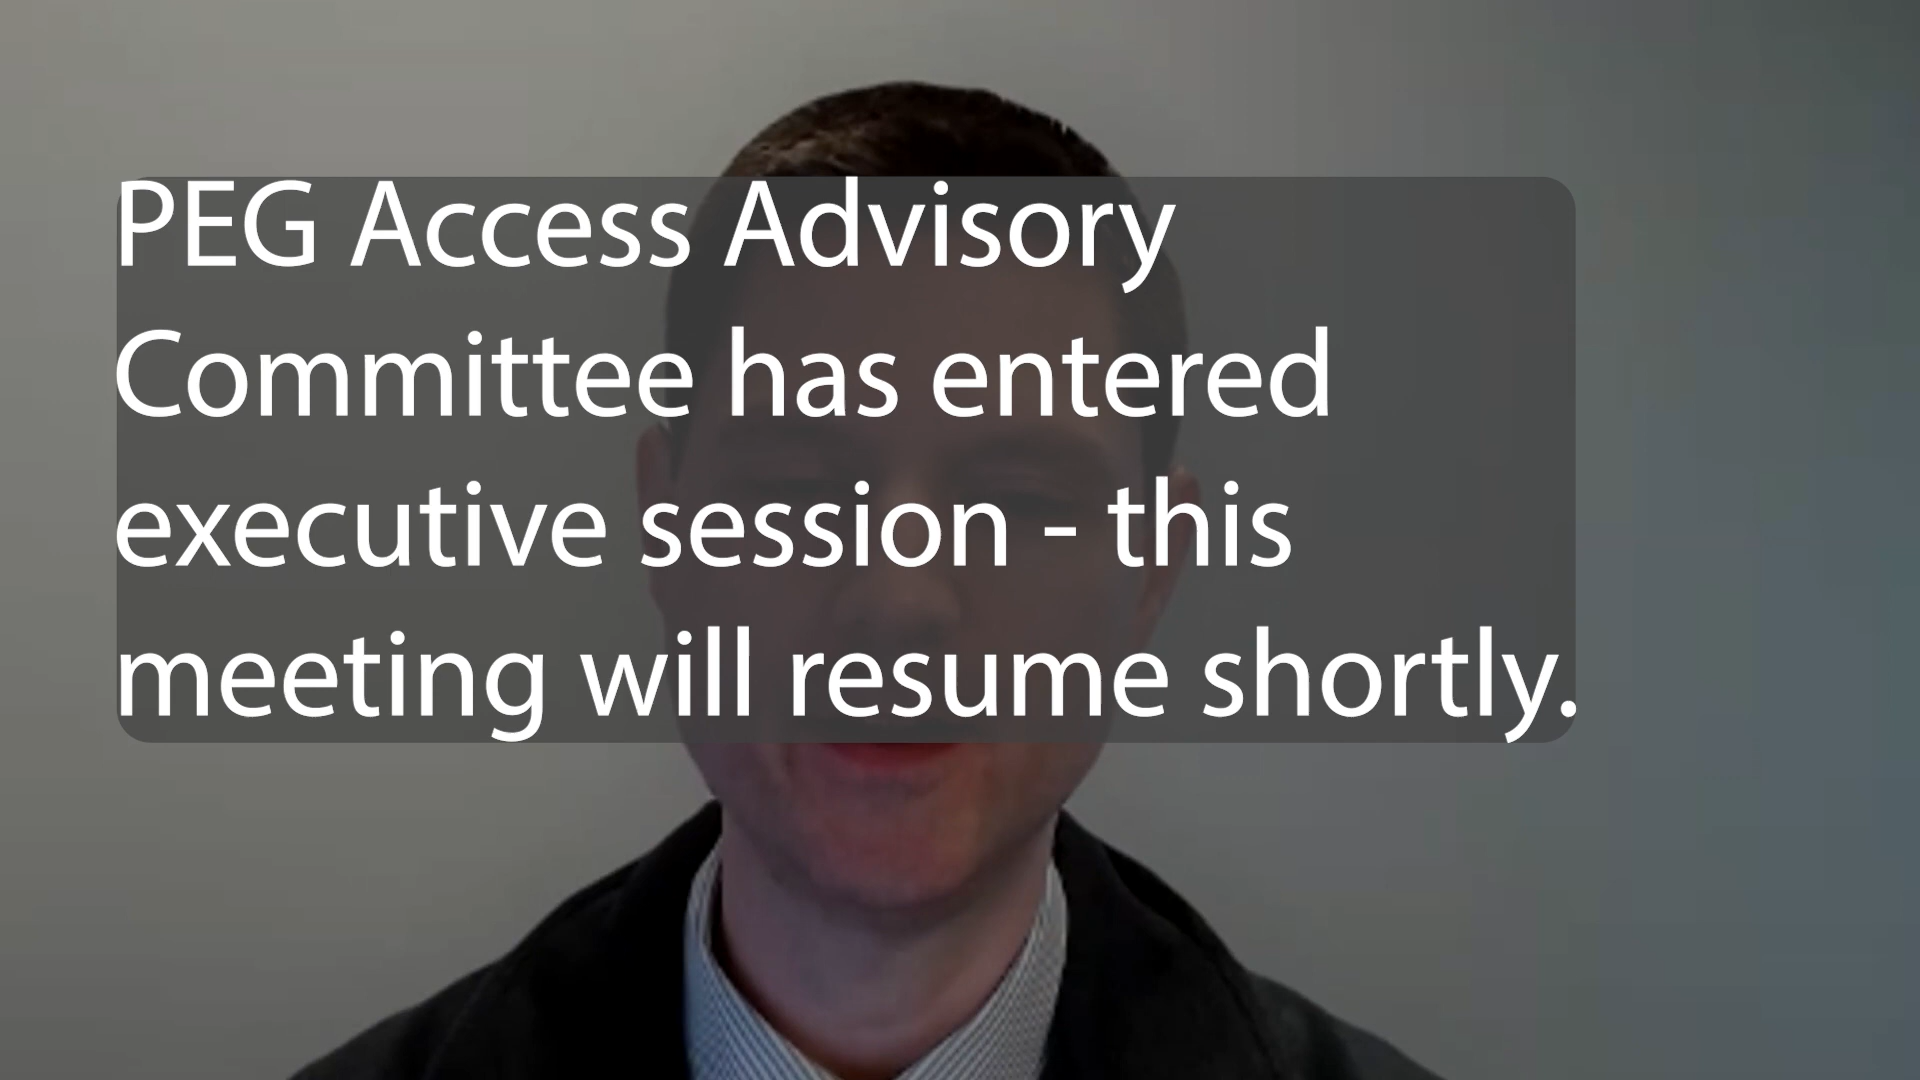 PEG Access Advisory
Committee has entered
executive session - this
meeting will resume shortly.